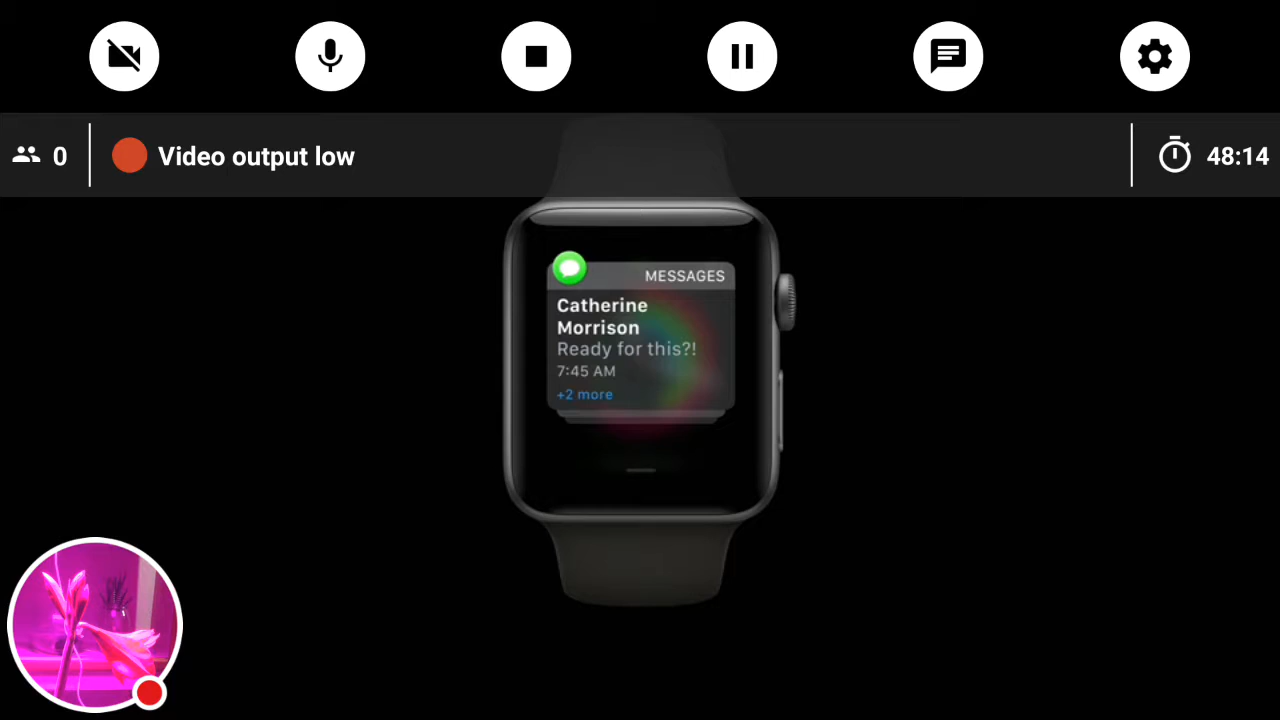 0
Video output low
48:14
MESSAGES
Catherine
Morrison
Ready for this?!
7:45 AM
+2 more